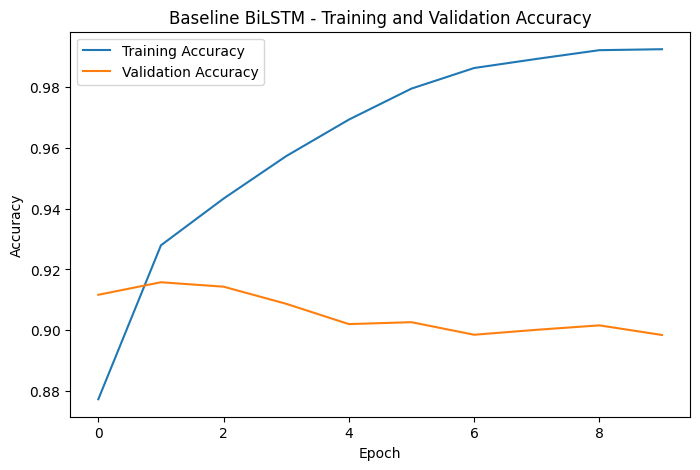 Baseline BiLSTM - Training and Validation Accuracy
Training Accuracy
Validation Accuracy
Accuracy
0.98
0.96
0.94
0.92
0.90
0.88
0 2 4 6 8
Epoch